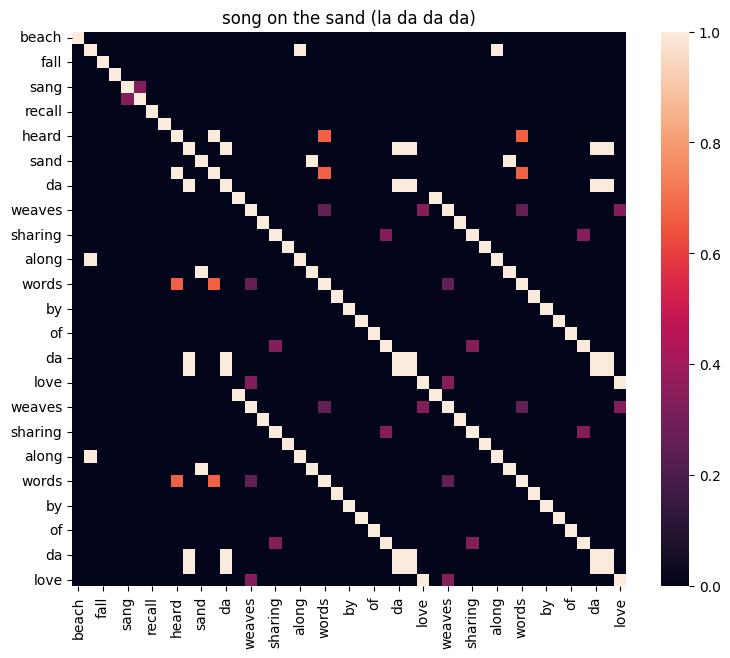 song on the sand (la da da da)
beach
fall
sang
recall
heard
sand
da
weaves
sharing
along
words
by
of
da
love
weaves
sharing
along
words
by
of
da
love
1.0
0.8
0.6
0.4
0.2
0.0
beach
fall
sang
recall
heard
sand
da
weaves
sharing
along
words
by
of
da
love
weaves
sharing
along
words
by
of
da
love